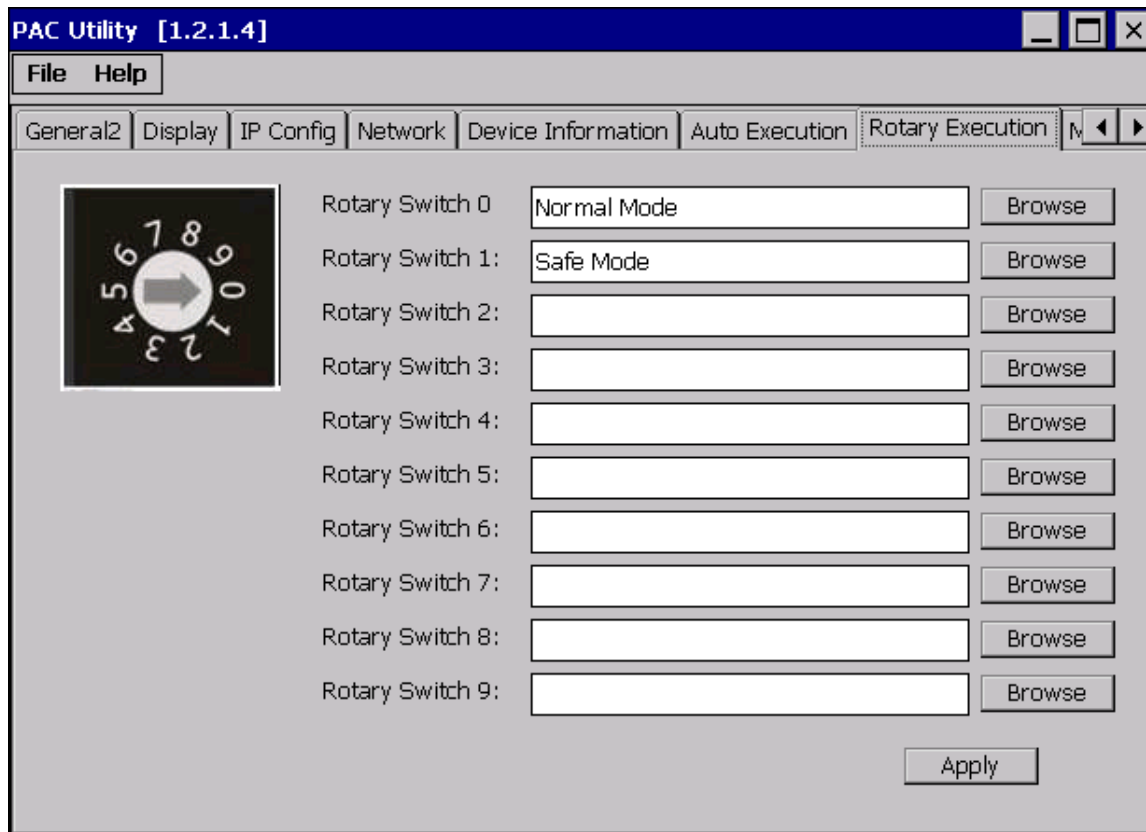 PAC Utility [1.2.1.4]
File Help
General2 Display IP Config Network Device Information Auto Execution Rotary Execution
Rotary Switch 0 Normal Mode Browse
Rotary Switch 1: Safe Mode Browse
Rotary Switch 2: Browse
Rotary Switch 3: Browse
Rotary Switch 4: Browse
Rotary Switch 5: Browse
Rotary Switch 6: Browse
Rotary Switch 7: Browse
Rotary Switch 8: Browse
Rotary Switch 9: Browse
0 1 2 3 4 5 6 7 8 9
Apply